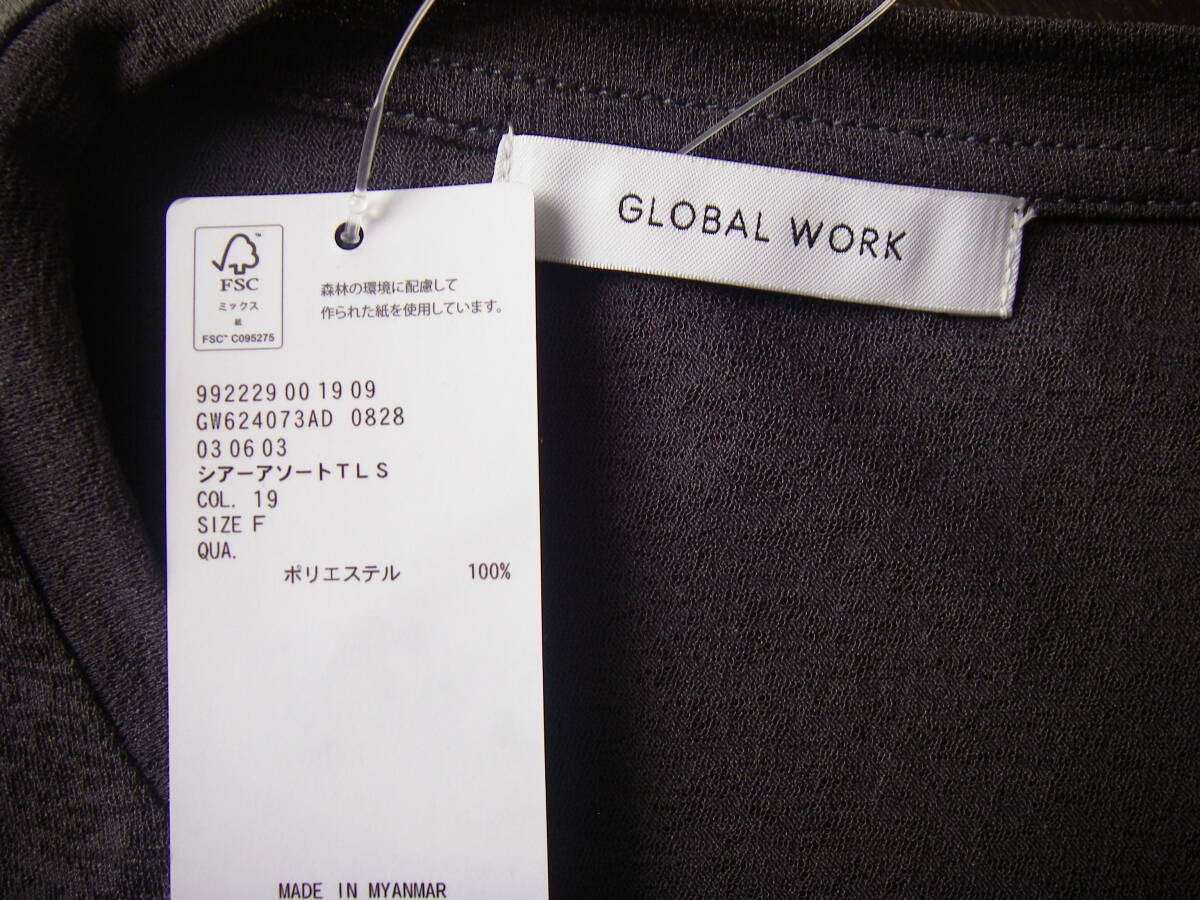 GLOBAL WORK
FSC
ミックス
紙
FSC™ C095275
森林の環境に配慮して
作られた紙を使用しています。
992229 00 19 09
GW624073AD 0828
03 06 03
シアーアソートTLS
COL. 19
SIZE F
QUA.
ポリエステル 100%
MADE IN MYANMAR